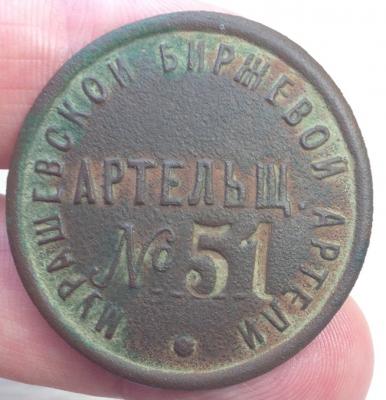 МУРАШЕВСКОЙ БИРЖЕВОЙ АРТЕЛИ
АРТЕЛЬЩ.
№ 51